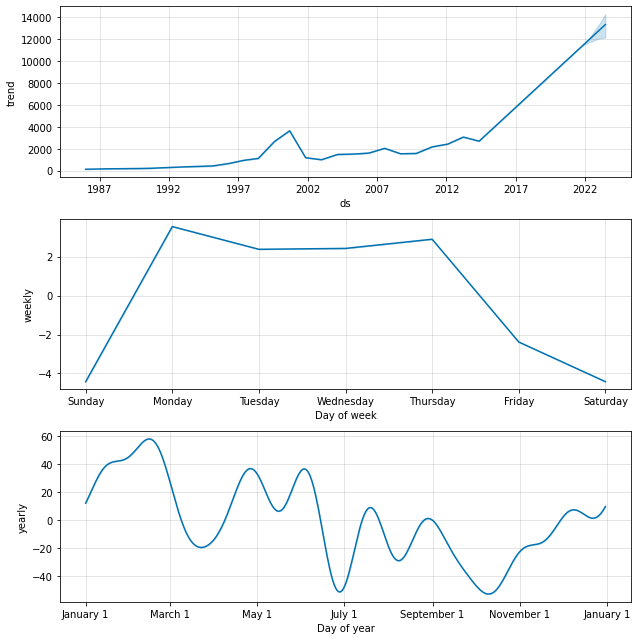 14000
12000
10000
8000
6000
4000
2000
0
trend
1987 1992 1997 2002 2007 2012 2017 2022
ds
2
0
−2
−4
weekly
Sunday Monday Tuesday Wednesday Thursday Friday Saturday
Day of week
60
40
20
0
−20
−40
yearly
January 1 March 1 May 1 July 1 September 1 November 1 January 1
Day of year